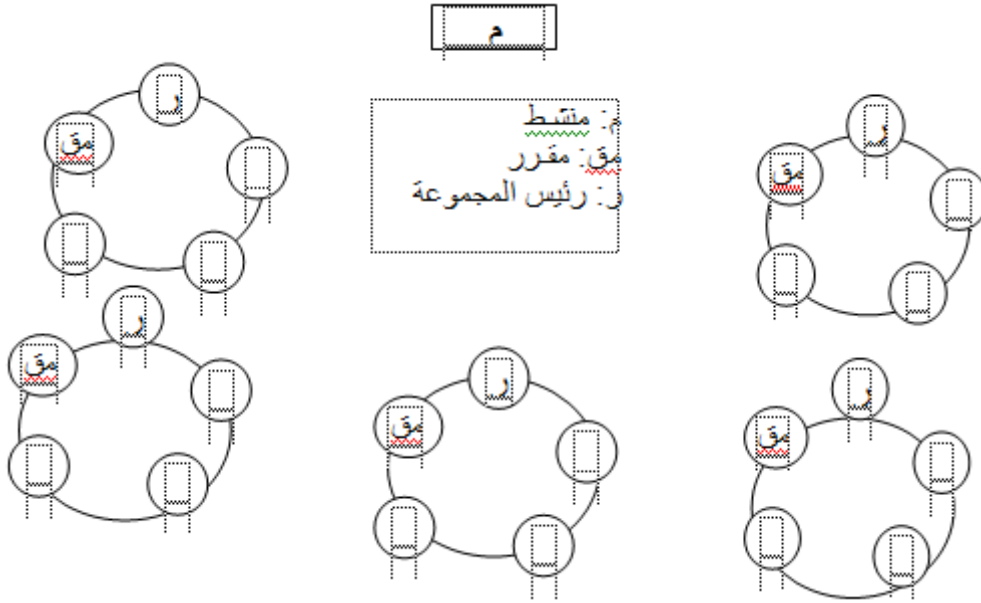 م
م: منشط
مق: مقرر
ر: رئيس المجموعة
ر
مق
ر
مق
ر
مق
ر
مق
ر
مق